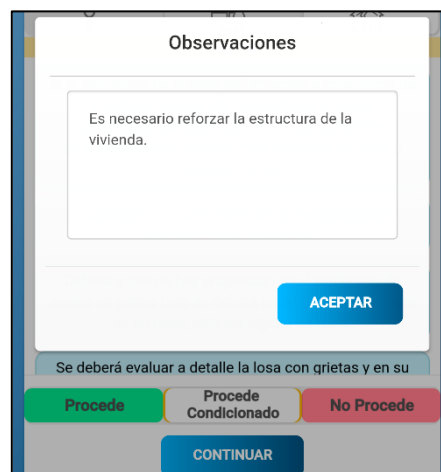 Observaciones
Es necesario reforzar la estructura de la
vivienda.
ACEPTAR
Se deberá evaluar a detalle la losa con grietas y en su
Procede
Procede
Condicionado
No Procede
CONTINUAR